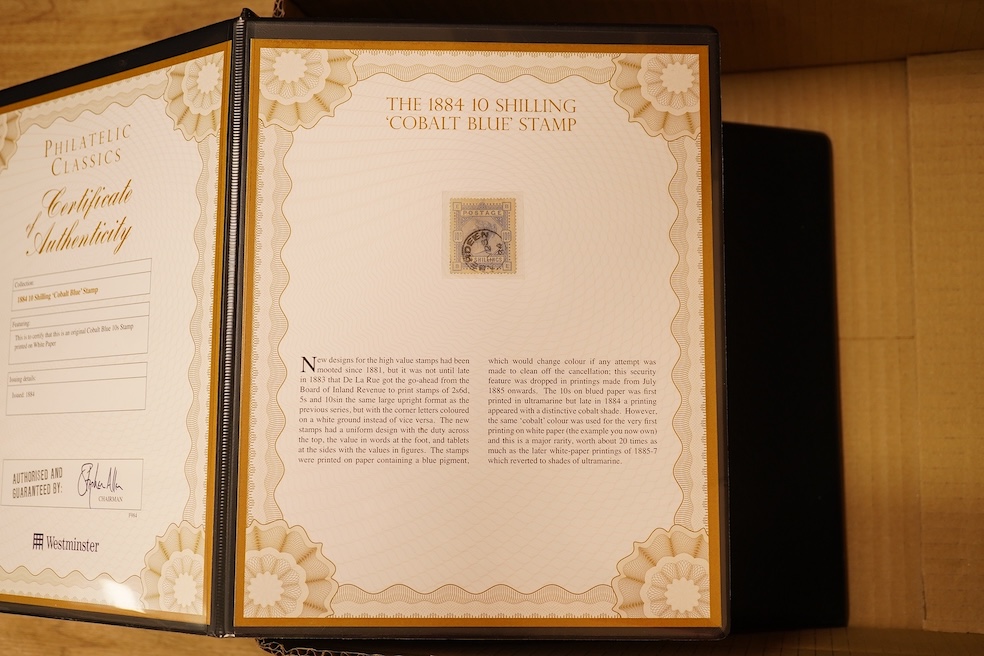 PHILATELIC
CLASSICS
Certificate
of
Authenticity
Collection:
1884 10 Shilling ‘Cobalt Blue’ Stamp
Featuring:
This is to certify that this is an original Cobalt Blue 10s Stamp
printed on White Paper
Issuing details:
Issued: 1884
AUTHORISED AND
GUARANTEED BY:
CHAIRMAN
Westminster
THE 1884 10 SHILLING
‘COBALT BLUE’ STAMP
POSTAGE
SHILLINGS
New designs for the high value stamps had been
mooted since 1881, but it was not until late
in 1883 that De La Rue got the go-ahead from the
Board of Inland Revenue to print stamps of 2s6d,
5s and 10sin the same large upright format as the
previous series, but with the corner letters coloured
on a white ground instead of vice versa. The new
stamps had a uniform design with the duty across
the top, the value in words at the foot, and tablets
at the sides with the values in figures. The stamps
were printed on paper containing a blue pigment,
which would change colour if any attempt was
made to clean off the cancellation; this security
feature was dropped in printings made from July
1885 onwards. The 10s on blued paper was first
printed in ultramarine but late in 1884 a printing
appeared with a distinctive cobalt shade. However,
the same ‘cobalt’ colour was used for the very first
printing on white paper (the example you now own)
and this is a major rarity, worth about 20 times as
much as the later white-paper printings of 1885-7
which reverted to shades of ultramarine.